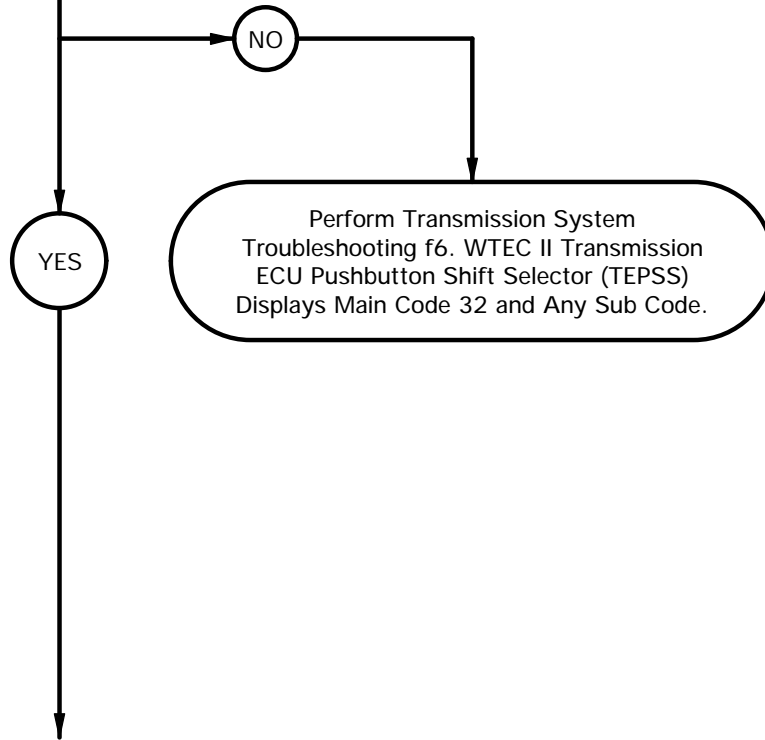 NO
YES
Perform Transmission System
Troubleshooting f6. WTEC II Transmission
ECU Pushbutton Shift Selector (TEPSS)
Displays Main Code 32 and Any Sub Code.